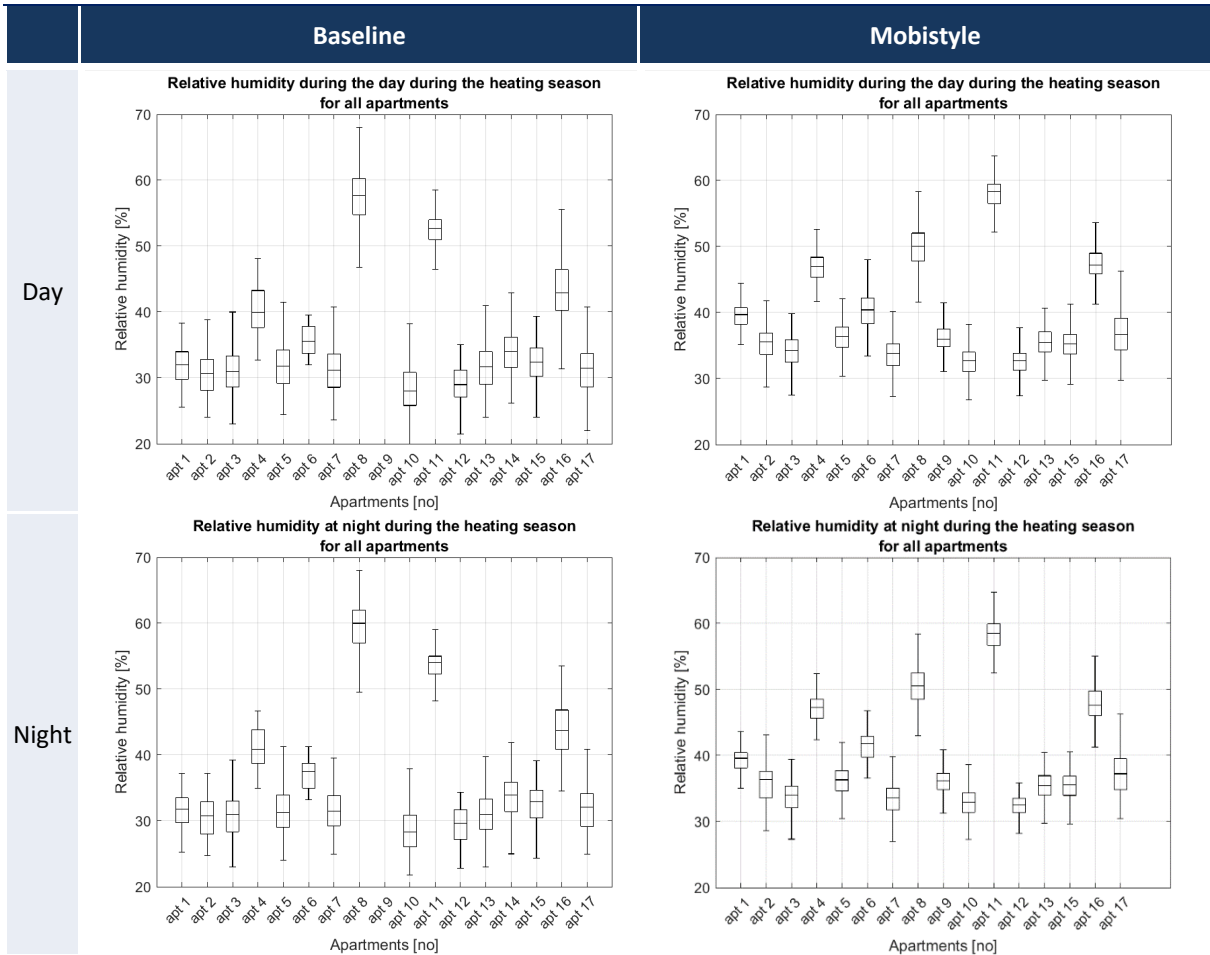 Baseline
Mobistyle
Day
Relative humidity during the day during the heating season
for all apartments
Relative humidity [%]
70
60
50
40
30
20
apt 1
apt 2
apt 3
apt 4
apt 5
apt 6
apt 7
apt 8
apt 9
apt 10
apt 11
apt 12
apt 13
apt 14
apt 15
apt 16
apt 17
Apartments [no]
Relative humidity during the day during the heating season
for all apartments
Relative humidity [%]
70
60
50
40
30
20
apt 1
apt 2
apt 3
apt 4
apt 5
apt 6
apt 7
apt 8
apt 9
apt 10
apt 11
apt 12
apt 13
apt 15
apt 16
apt 17
Apartments [no]
Night
Relative humidity at night during the heating season
for all apartments
Relative humidity [%]
70
60
50
40
30
20
apt 1
apt 2
apt 3
apt 4
apt 5
apt 6
apt 7
apt 8
apt 9
apt 10
apt 11
apt 12
apt 13
apt 14
apt 15
apt 16
apt 17
Apartments [no]
Relative humidity at night during the heating season
for all apartments
Relative humidity [%]
70
60
50
40
30
20
apt 1
apt 2
apt 3
apt 4
apt 5
apt 6
apt 7
apt 8
apt 9
apt 10
apt 11
apt 12
apt 13
apt 15
apt 16
apt 17
Apartments [no]